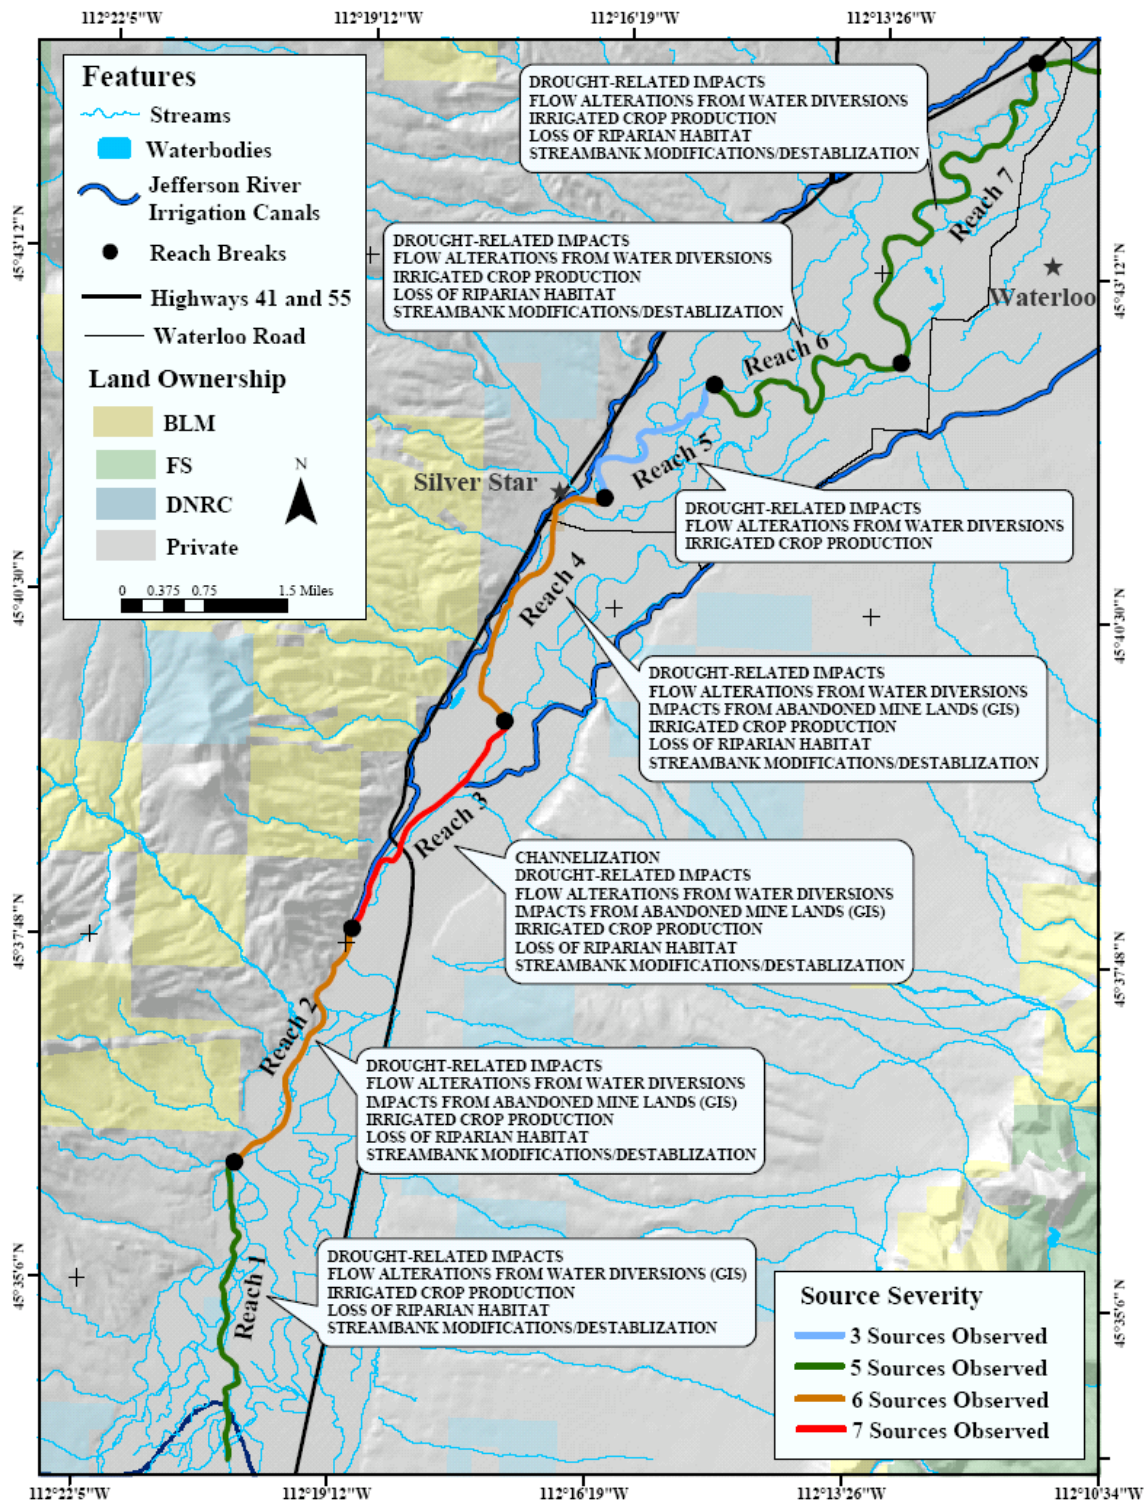 112°22'5"W 112°19'12"W 112°16'19"W 112°13'26"W
Features
Streams
Waterbodies
Jefferson River
Irrigation Canals
Reach Breaks
Highways 41 and 55
Waterloo Road
Land Ownership
BLM
FS
DNRC
Private
N
0 0.375 0.75 1.5 Miles
DROUGHT-RELATED IMPACTS
FLOW ALTERATIONS FROM WATER DIVERSIONS
IRRIGATED CROP PRODUCTION
LOSS OF RIPARIAN HABITAT
STREAMBANK MODIFICATIONS/DESTABLIZATION
Reach 7
Waterloo
DROUGHT-RELATED IMPACTS
FLOW ALTERATIONS FROM WATER DIVERSIONS
IRRIGATED CROP PRODUCTION
LOSS OF RIPARIAN HABITAT
STREAMBANK MODIFICATIONS/DESTABLIZATION
Reach 6
Reach 5
Silver Star
DROUGHT-RELATED IMPACTS
FLOW ALTERATIONS FROM WATER DIVERSIONS
IRRIGATED CROP PRODUCTION
Reach 4
DROUGHT-RELATED IMPACTS
FLOW ALTERATIONS FROM WATER DIVERSIONS
IMPACTS FROM ABANDONED MINE LANDS (GIS)
IRRIGATED CROP PRODUCTION
LOSS OF RIPARIAN HABITAT
STREAMBANK MODIFICATIONS/DESTABLIZATION
Reach 3
CHANNELIZATION
DROUGHT-RELATED IMPACTS
FLOW ALTERATIONS FROM WATER DIVERSIONS
IMPACTS FROM ABANDONED MINE LANDS (GIS)
IRRIGATED CROP PRODUCTION
LOSS OF RIPARIAN HABITAT
STREAMBANK MODIFICATIONS/DESTABLIZATION
Reach 2
DROUGHT-RELATED IMPACTS
FLOW ALTERATIONS FROM WATER DIVERSIONS
IMPACTS FROM ABANDONED MINE LANDS (GIS)
IRRIGATED CROP PRODUCTION
LOSS OF RIPARIAN HABITAT
STREAMBANK MODIFICATIONS/DESTABLIZATION
Reach 1
DROUGHT-RELATED IMPACTS
FLOW ALTERATIONS FROM WATER DIVERSIONS (GIS)
IRRIGATED CROP PRODUCTION
LOSS OF RIPARIAN HABITAT
STREAMBANK MODIFICATIONS/DESTABLIZATION
Source Severity
3 Sources Observed
5 Sources Observed
6 Sources Observed
7 Sources Observed
45°43'12"N
45°40'30"N
45°37'48"N
45°35'6"N
45°43'12"N
45°40'30"N
45°37'48"N
45°35'6"N
112°22'5"W 112°19'12"W 112°16'19"W 112°13'26"W 112°10'34"W